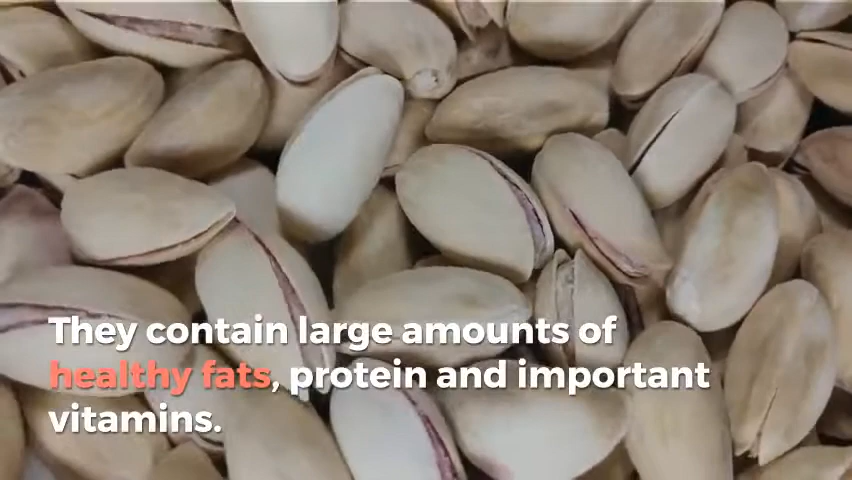 They contain large amounts of
healthy fats, protein and important
vitamins.